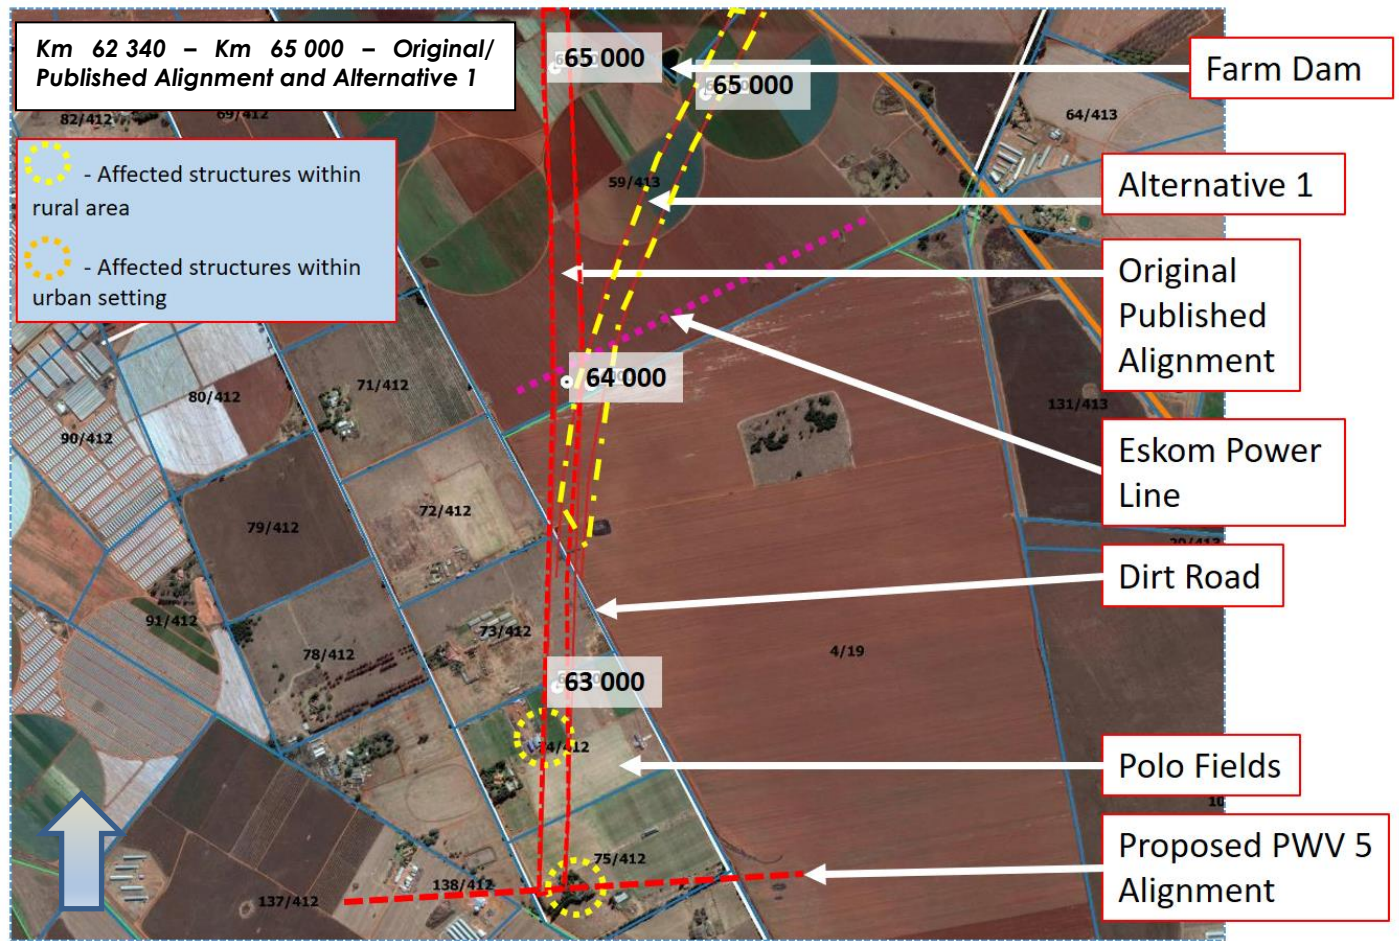 Km 62 340 – Km 65 000 – Original/
Published Alignment and Alternative 1
65 000
65 000
Farm Dam
82/412
69/412
64/413
- Affected structures within
rural area
- Affected structures within
urban setting
59/413
Alternative 1
Original
Published
Alignment
64 000
71/412
80/412
131/413
90/412
Eskom Power
Line
72/412
79/412
20/413
Dirt Road
91/412
73/412
78/412
4/19
63 000
74/412
Polo Fields
10
75/412
Proposed PWV 5
Alignment
138/412
137/412